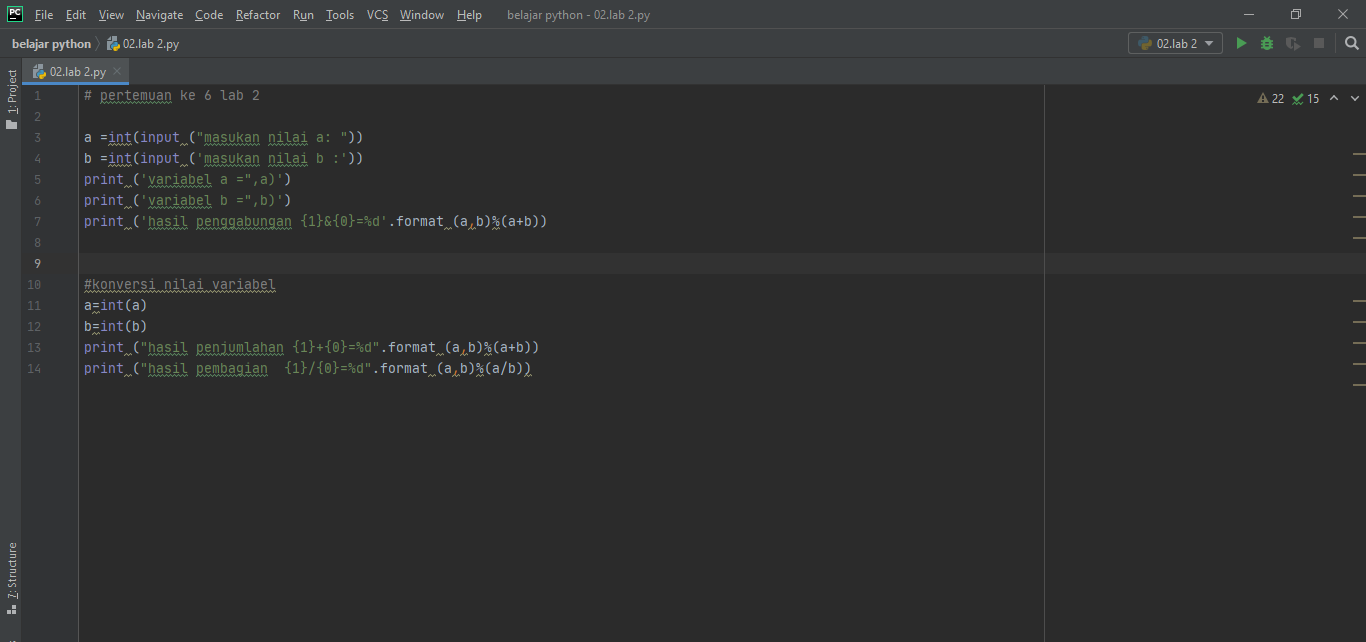 PC File Edit View Navigate Code Refactor Run Tools VCS Window Help belajar python - 02.lab 2.py
belajar python 02.lab 2.py 02.lab 2
02.lab 2.py
1: Project
22 15
1 # pertemuan ke 6 lab 2
2
3 a =int(input ("masukan nilai a: "))
4 b =int(input ('masukan nilai b :'))
5 print ('variabel a =",a)')
6 print ('variabel b =",b)')
7 print ('hasil penggabungan {1}&{0}=%d'.format (a,b)%(a+b))
8
9
10 #konversi nilai variabel
11 a=int(a)
12 b=int(b)
13 print ("hasil penjumlahan {1}+{0}=%d".format (a,b)%(a+b))
14 print ("hasil pembagian  {1}/{0}=%d".format (a,b)%(a/b))
7: Structure